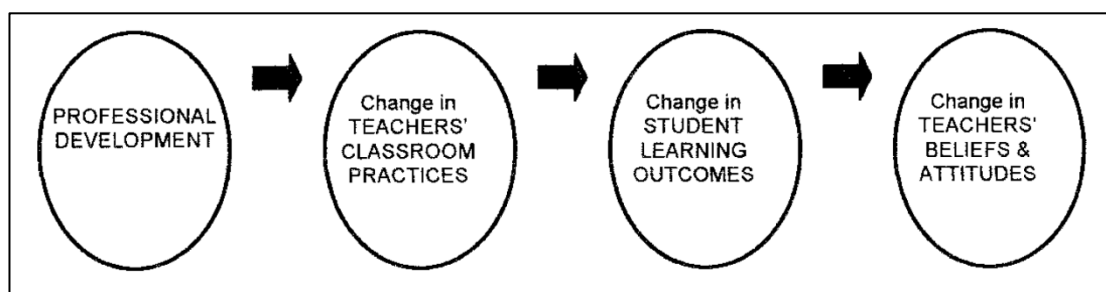 PROFESSIONAL
DEVELOPMENT
Change in
TEACHERS'
CLASSROOM
PRACTICES
Change in
STUDENT
LEARNING
OUTCOMES
Change in
TEACHERS'
BELIEFS &
ATTITUDES